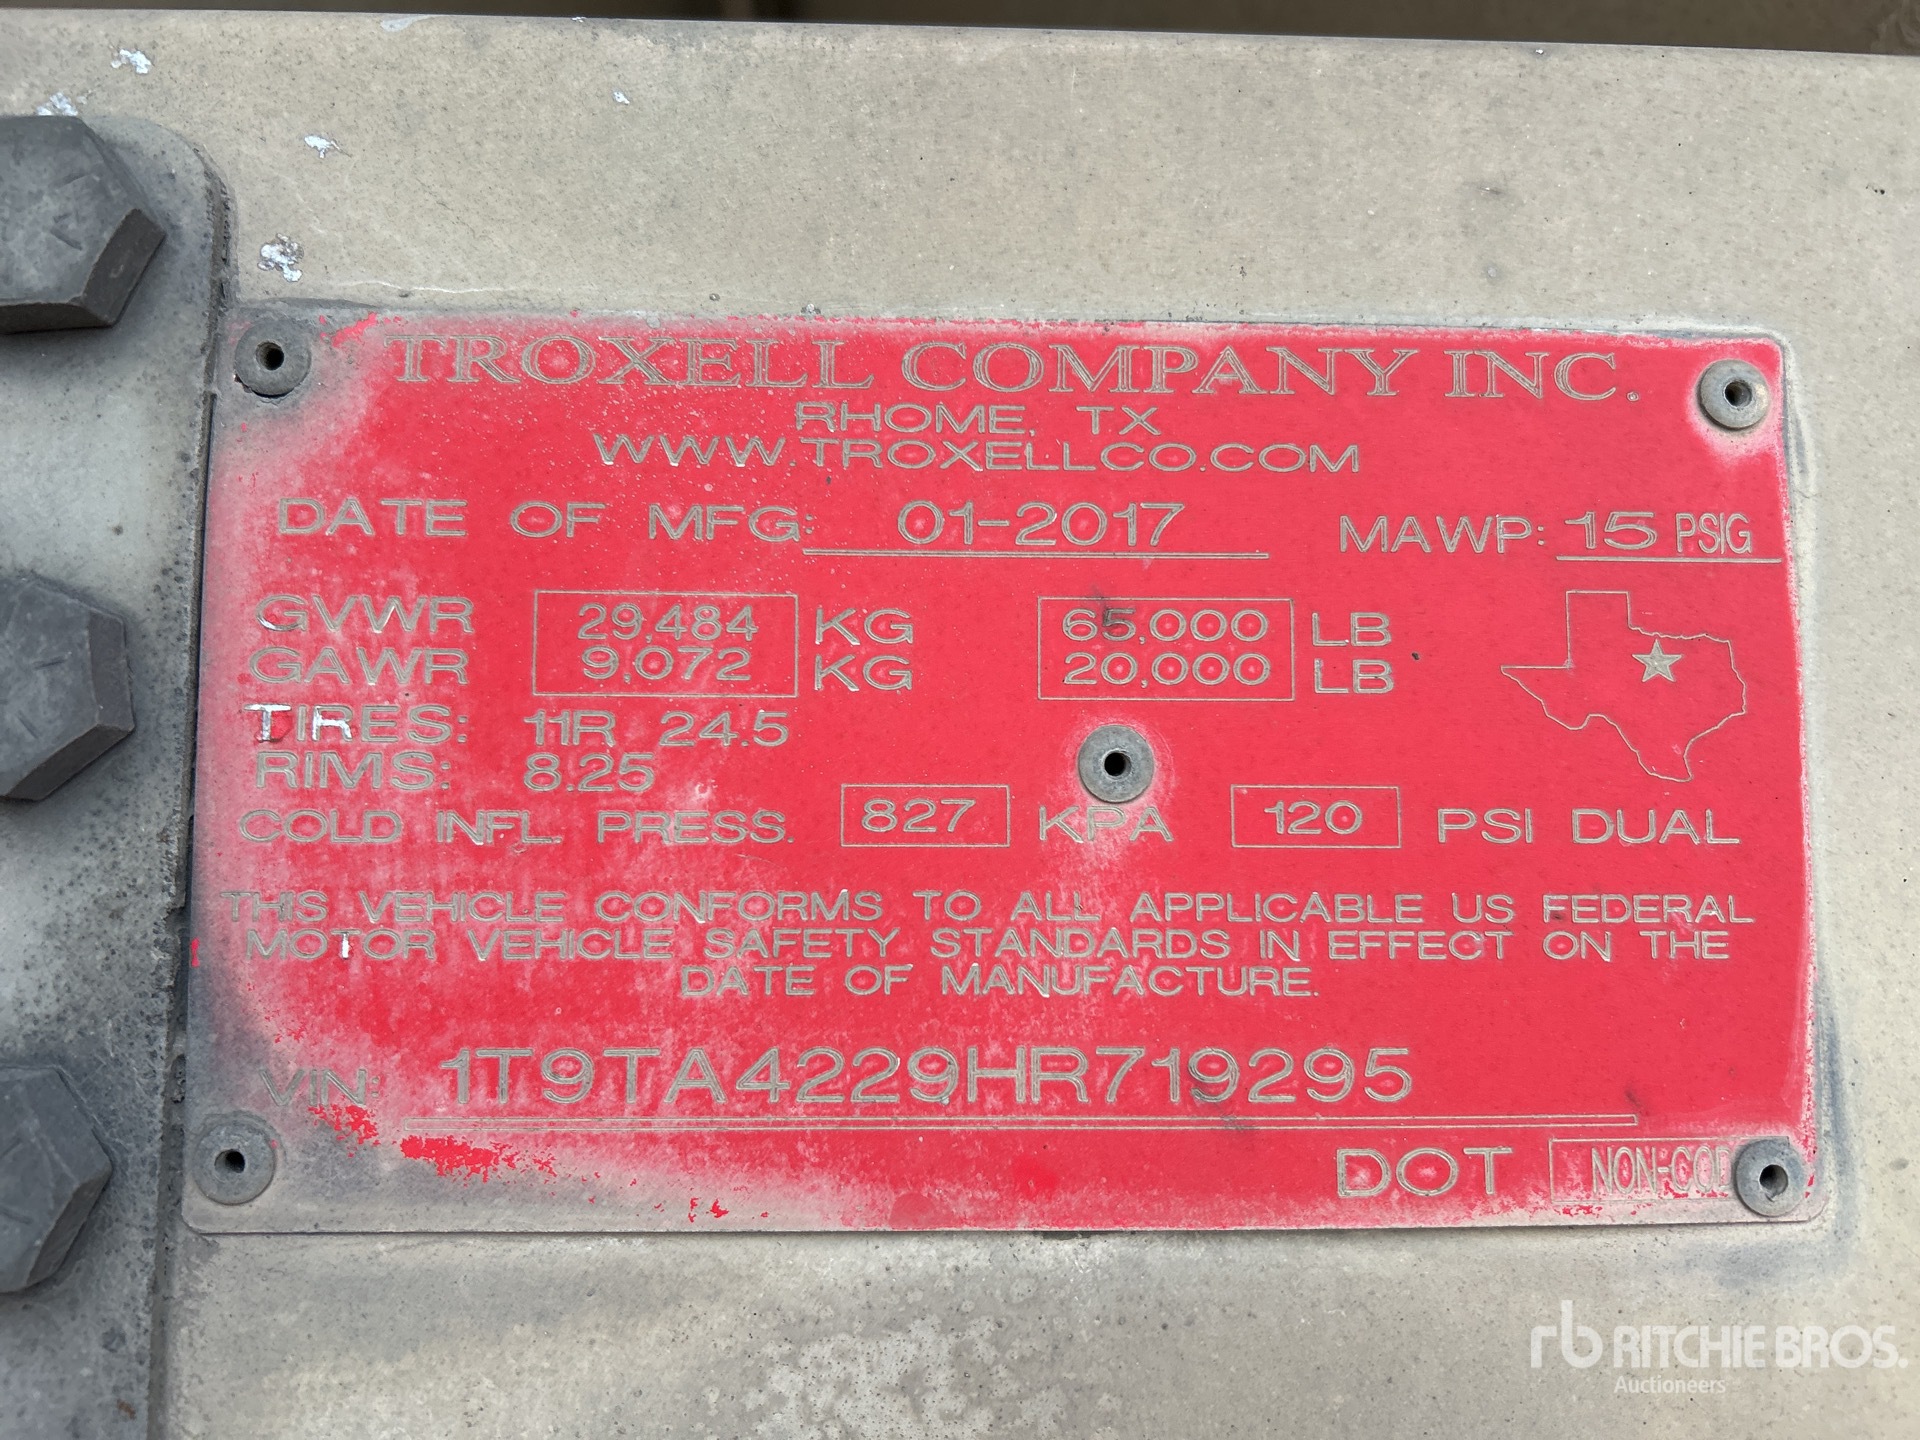 TROXELL COMPANY INC.
RHOME, TX
WWW.TROXELLCO.COM
DATE OF MFG: 01-2017 MAWP: 15 PSIG
GVWR 29,484 KG 65,000 LB
GAWR 9,072 KG 20,000 LB
TIRES: 11R 24.5
RIMS: 8.25
COLD INFL. PRESS. 827 KPA 120 PSI DUAL
THIS VEHICLE CONFORMS TO ALL APPLICABLE US FEDERAL
MOTOR VEHICLE SAFETY STANDARDS IN EFFECT ON THE
DATE OF MANUFACTURE.
VIN: 1T9TA4229HR719295
DOT NON-COD
rb RITCHIE BROS.
Auctioneers